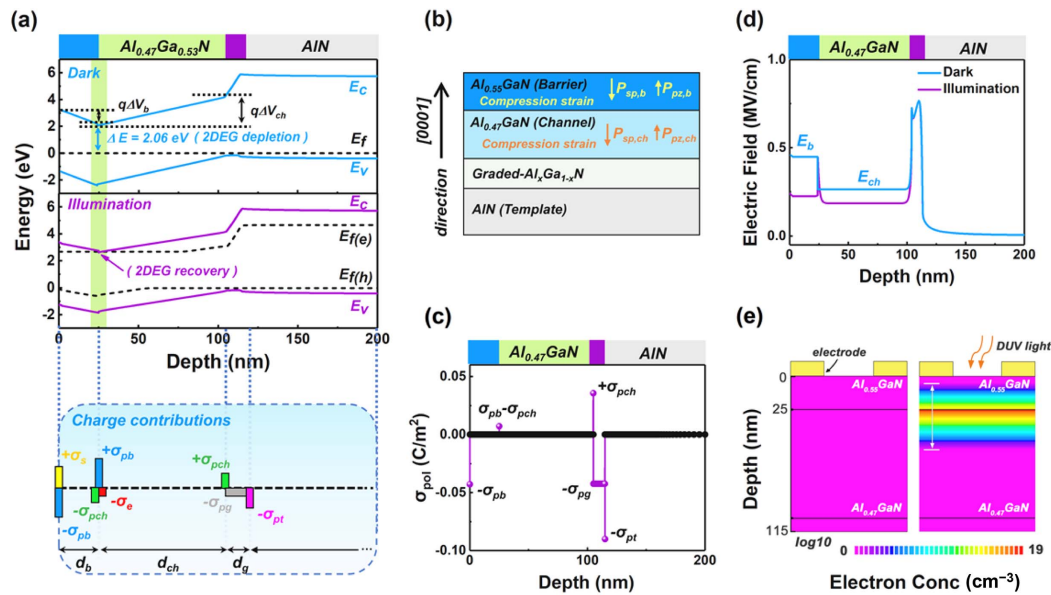 (a)
Al0.47Ga0.53N
AlN
Dark
6
4
2
0
-2
EC
qΔVb
qΔVch
Δ E = 2.06 eV ( 2DEG depletion )
Ef
EV
Illumination
6
4
2
0
-2
EC
Ef(e)
( 2DEG recovery )
Ef(h)
EV
Energy (eV)
0
50
100
150
200
Depth (nm)
Charge contributions
+σs
+σpb
+σpch
-σpch
-σe
-σpg
-σpt
-σpb
db
dch
dg
(b)
[0001]
direction
Al0.55GaN (Barrier)
Compression strain
↓Psp,b
↑Ppz,b
Al0.47GaN (Channel)
Compression strain
↓Psp,ch
↑Ppz,ch
Graded-AlxGa1-xN
AlN (Template)
(c)
Al0.47GaN
AlN
0.05
0.00
-0.05
-0.10
σpol (C/m2)
+σpch
σpb-σpch
-σpb
-σpg
-σpt
0
50
100
150
200
Depth (nm)
(d)
Al0.47GaN
AlN
Dark
Illumination
1.0
0.5
0.0
Electric Field (MV/cm)
Eb
Ech
0
50
100
150
200
Depth (nm)
(e)
electrode
DUV light
0
25
115
Depth (nm)
Al0.55GaN
Al0.55GaN
Al0.47GaN
Al0.47GaN
log10
0
19
Electron Conc (cm⁻³)